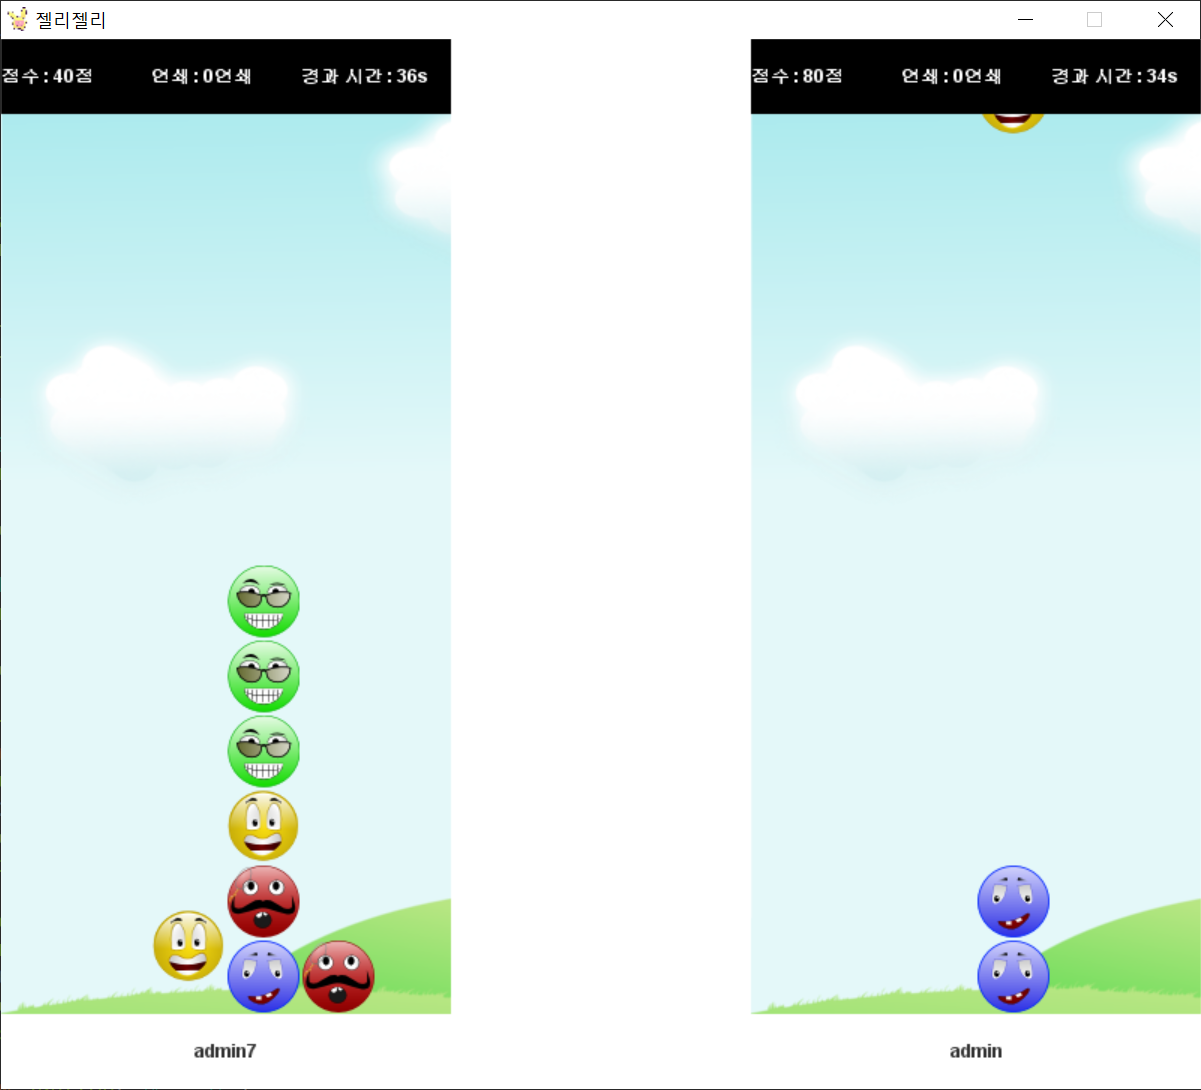 젤리젤리
점수:40점 연쇄:0연쇄 경과 시간:36s
점수:80점 연쇄:0연쇄 경과 시간:34s
admin7
admin